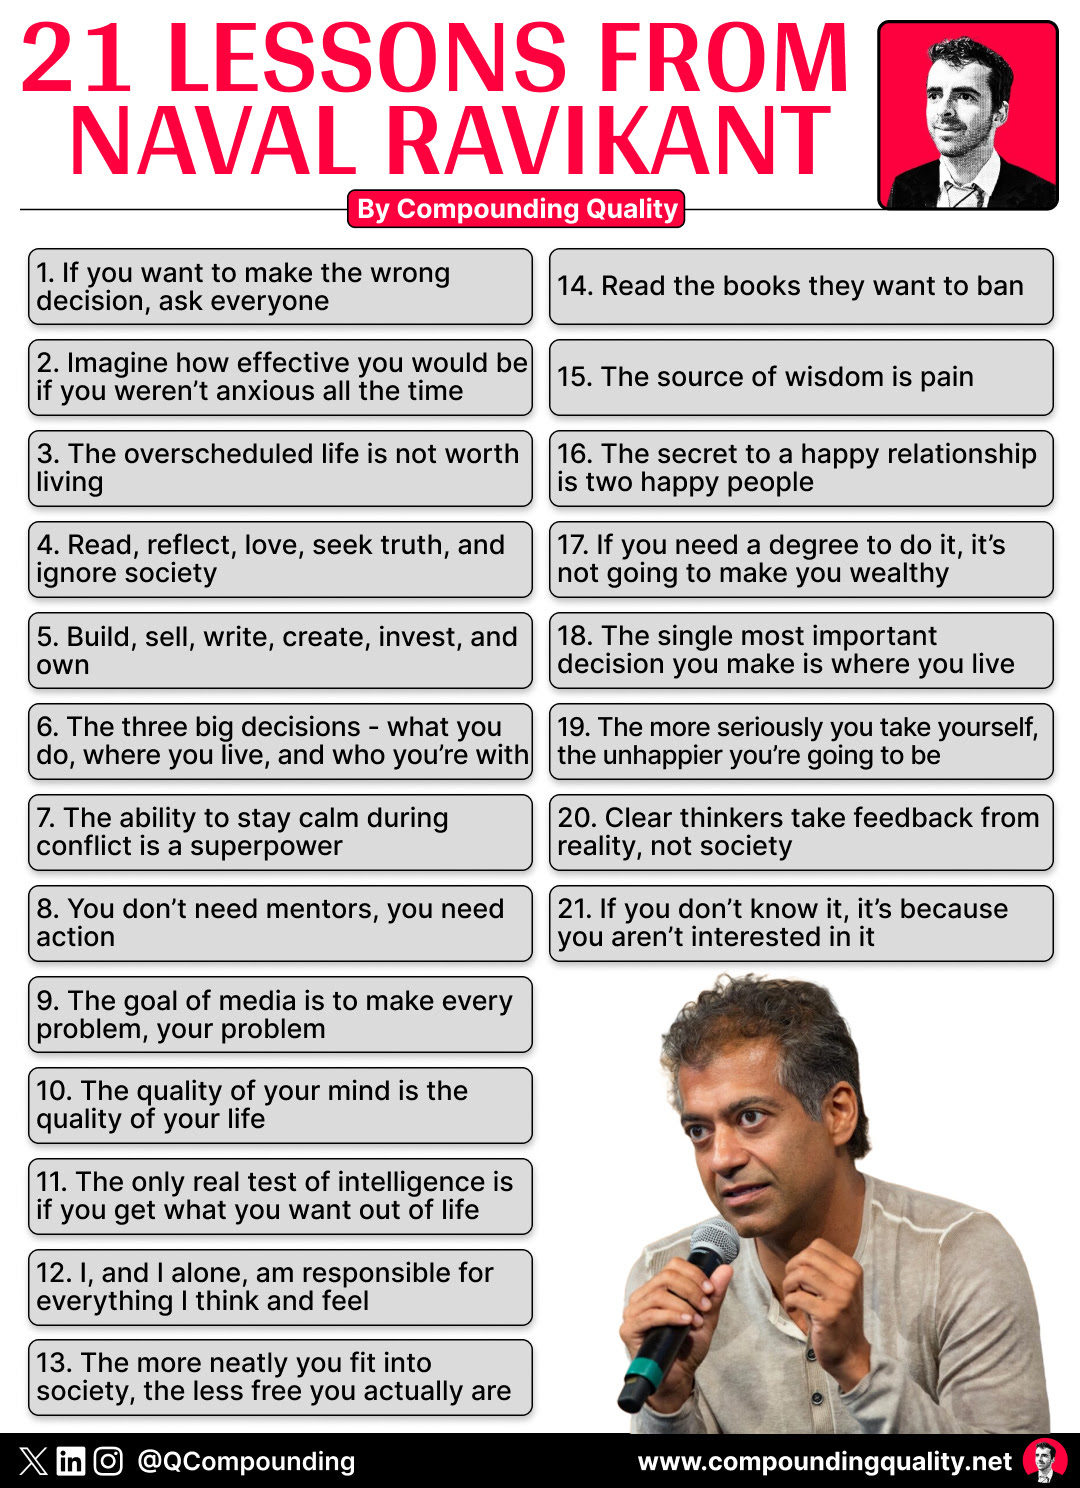 21 LESSONS FROM
NAVAL RAVIKANT
By Compounding Quality
1. If you want to make the wrong
decision, ask everyone
2. Imagine how effective you would be
if you weren’t anxious all the time
3. The overscheduled life is not worth
living
4. Read, reflect, love, seek truth, and
ignore society
5. Build, sell, write, create, invest, and
own
6. The three big decisions - what you
do, where you live, and who you’re with
7. The ability to stay calm during
conflict is a superpower
8. You don’t need mentors, you need
action
9. The goal of media is to make every
problem, your problem
10. The quality of your mind is the
quality of your life
11. The only real test of intelligence is
if you get what you want out of life
12. I, and I alone, am responsible for
everything I think and feel
13. The more neatly you fit into
society, the less free you actually are
14. Read the books they want to ban
15. The source of wisdom is pain
16. The secret to a happy relationship
is two happy people
17. If you need a degree to do it, it’s
not going to make you wealthy
18. The single most important
decision you make is where you live
19. The more seriously you take yourself,
the unhappier you’re going to be
20. Clear thinkers take feedback from
reality, not society
21. If you don’t know it, it’s because
you aren’t interested in it
@QCompounding
www.compoundingquality.net